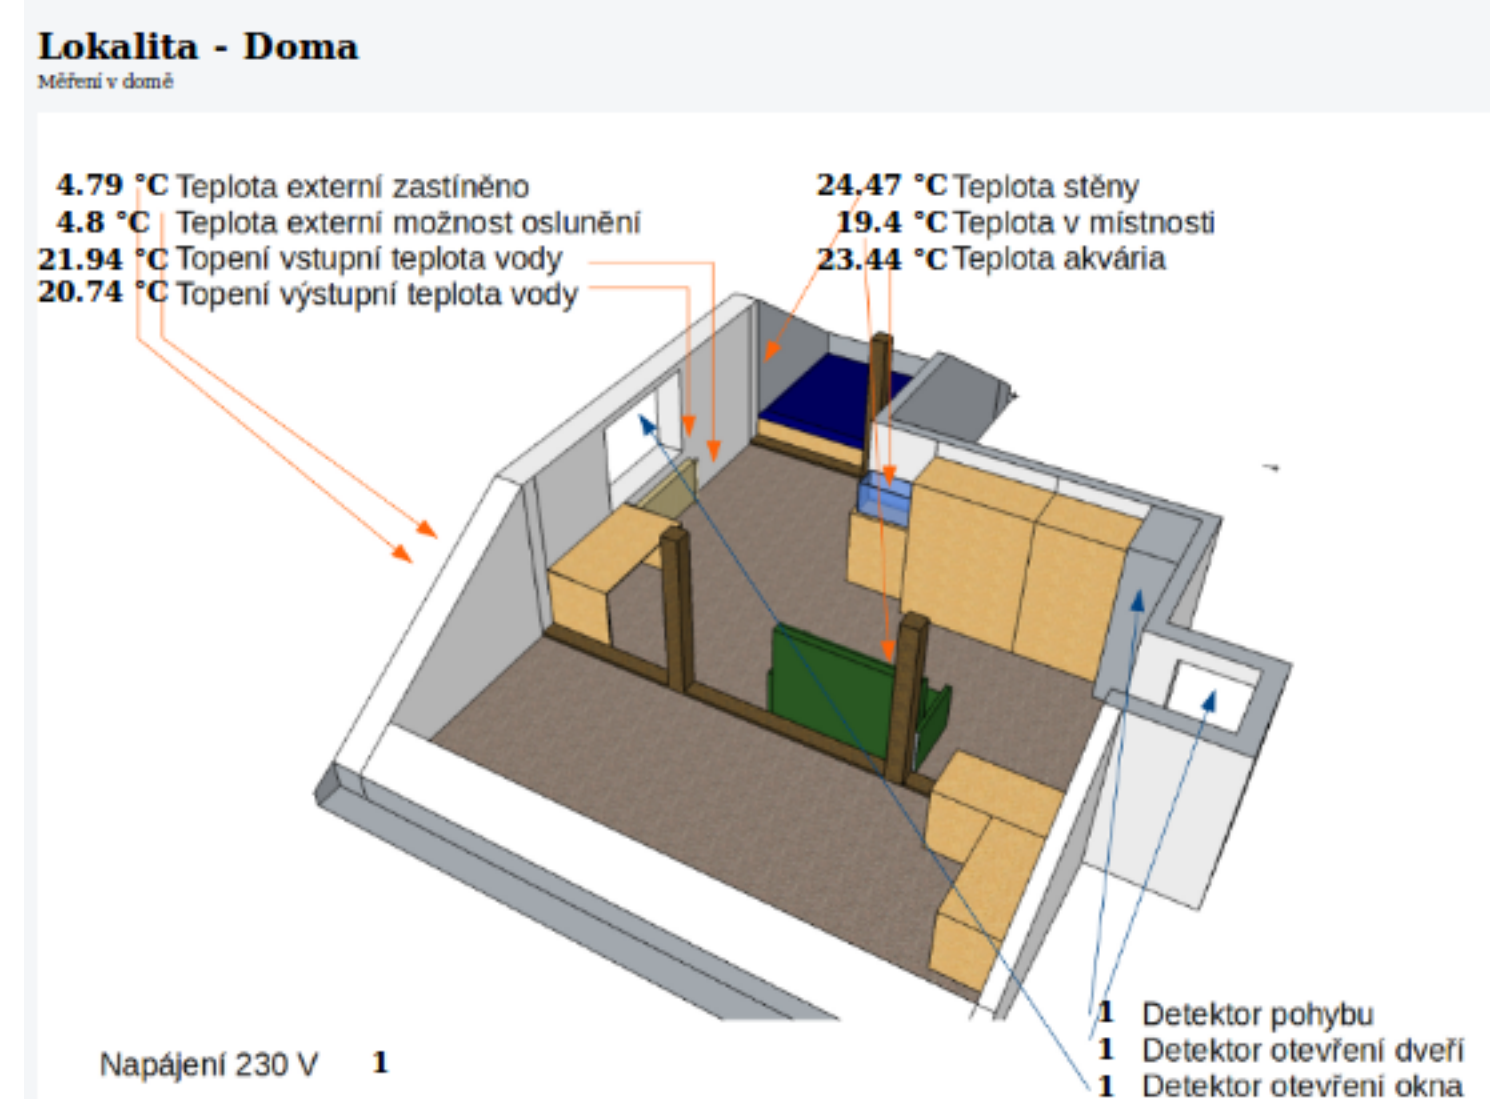 Lokalita - Doma
Měření v domě
4.79 °C Teplota externí zastíněno
4.8 °C Teplota externí možnost oslunění
21.94 °C Topení vstupní teplota vody
20.74 °C Topení výstupní teplota vody
24.47 °C Teplota stěny
19.4 °C Teplota v místnosti
23.44 °C Teplota akvária
1 Detektor pohybu
1 Detektor otevření dveří
1 Detektor otevření okna
Napájení 230 V 1